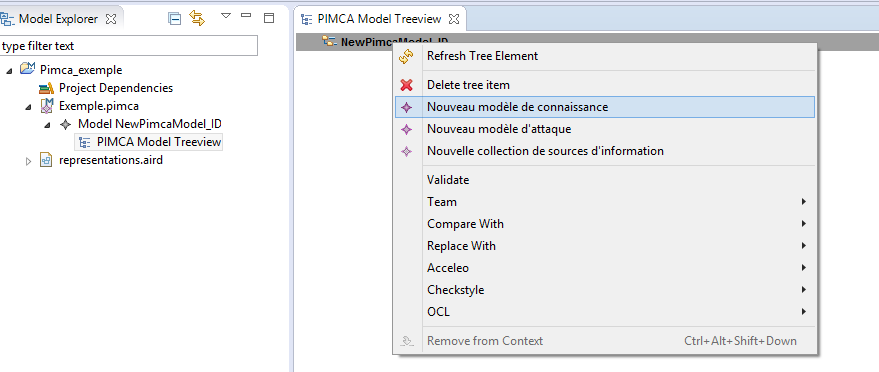 Model Explorer
type filter text
Pimca_exemple
Project Dependencies
Exemple.pimca
Model NewPimcaModel_ID
PIMCA Model Treeview
representations.aird
PIMCA Model Treeview
NewPimcaModel_ID
Refresh Tree Element
Delete tree item
Nouveau modèle de connaissance
Nouveau modèle d'attaque
Nouvelle collection de sources d'information
Validate
Team
Compare With
Replace With
Acceleo
Checkstyle
OCL
Remove from Context Ctrl+Alt+Shift+Down